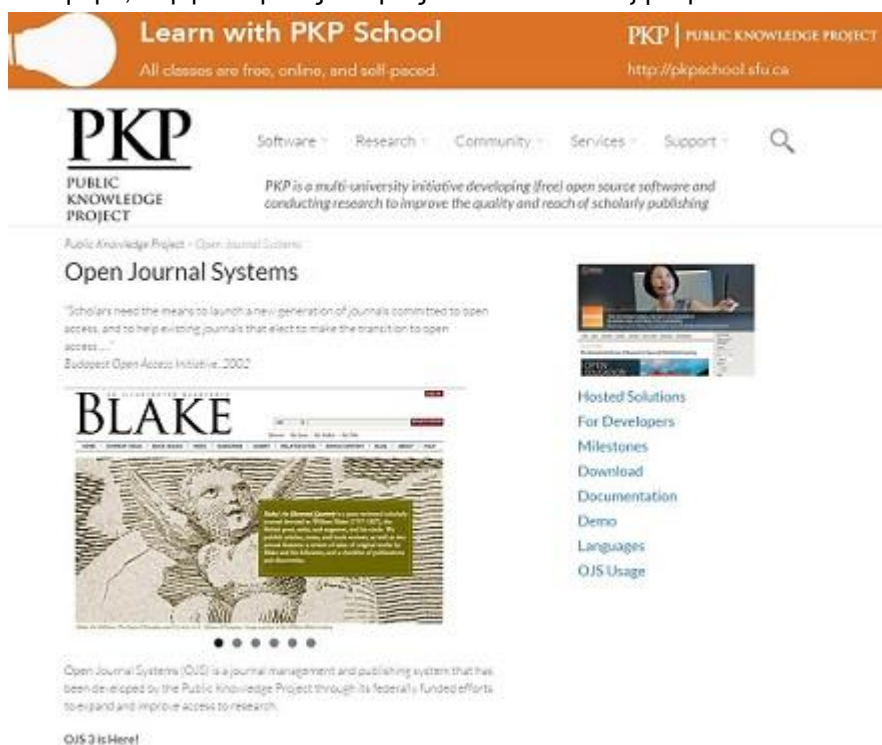 Learn with PKP School
All classes are free, online, and self-paced.
PKP | PUBLIC KNOWLEDGE PROJECT
http://pkpschool.sfu.ca
PKP
PUBLIC
KNOWLEDGE
PROJECT
Software Research Community Services Support
PKP is a multi-university initiative developing (free) open source software and
conducting research to improve the quality and reach of scholarly publishing
Public Knowledge Project > Open Journal Systems
Open Journal Systems
"Scholars need the means to launch a new generation of journals committed to open
access, and to help existing journals that elect to make the transition to open
access...."
Budapest Open Access Initiative, 2002
AN ILLUSTRATED QUARTERLY
BLAKE
OPEN
EDUCATION
Hosted Solutions
For Developers
Milestones
Download
Documentation
Demo
Languages
OJS Usage
Open Journal Systems (OJS) is a journal management and publishing system that has
been developed by the Public Knowledge Project through its federally funded efforts
to expand and improve access to research.
OJS 3 is Here!